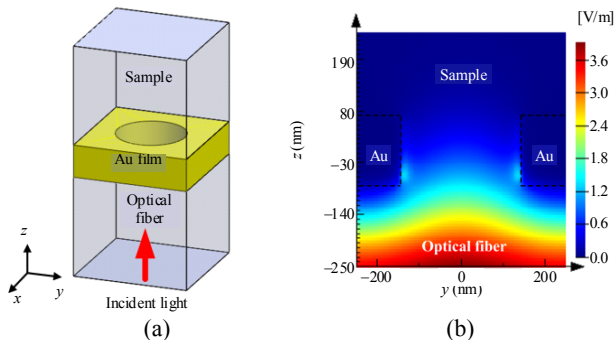 Sample
Au film
Optical
fiber
z
x
y
Incident light
(a)
[V/m]
190
80
−30
−140
−250
z (nm)
Sample
Au
Au
Optical fiber
−200
0
200
y (nm)
3.6
3.0
2.4
1.8
1.2
0.6
0.0
(b)